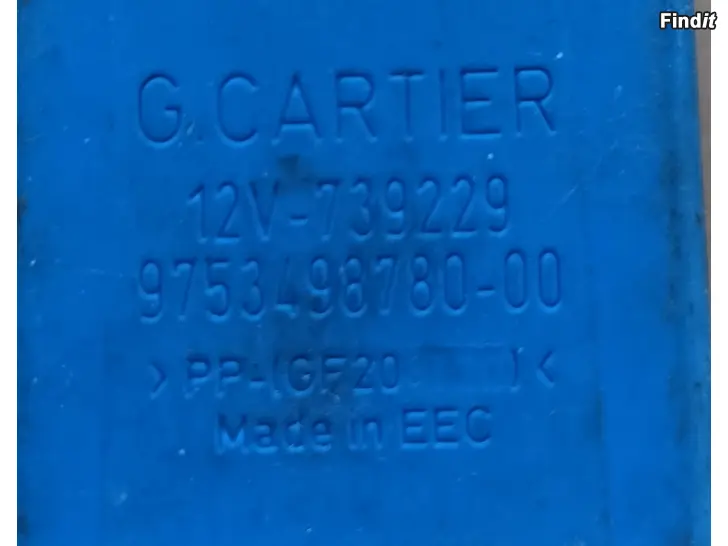 Findit
G.CARTIER
12V-739229
9753498780-00
>PP-(GF20 )<
Made in EEC